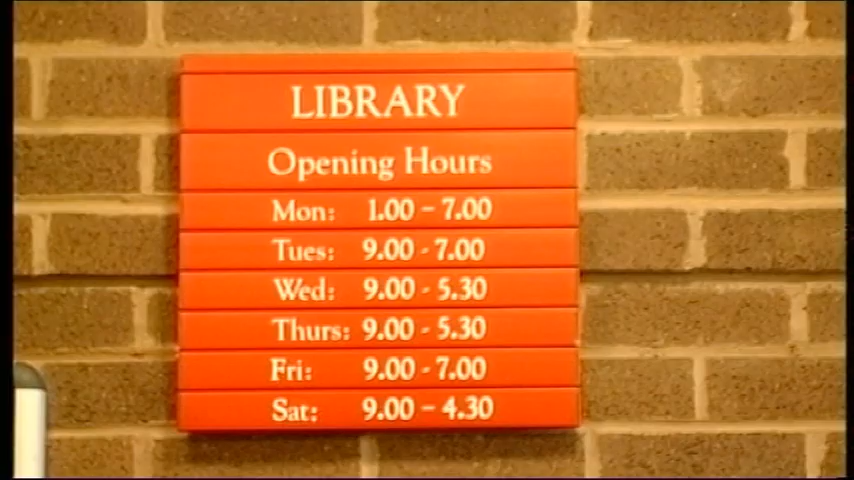 LIBRARY
Opening Hours
Mon: 1.00 – 7.00
Tues: 9.00 - 7.00
Wed: 9.00 - 5.30
Thurs: 9.00 - 5.30
Fri: 9.00 - 7.00
Sat: 9.00 – 4.30